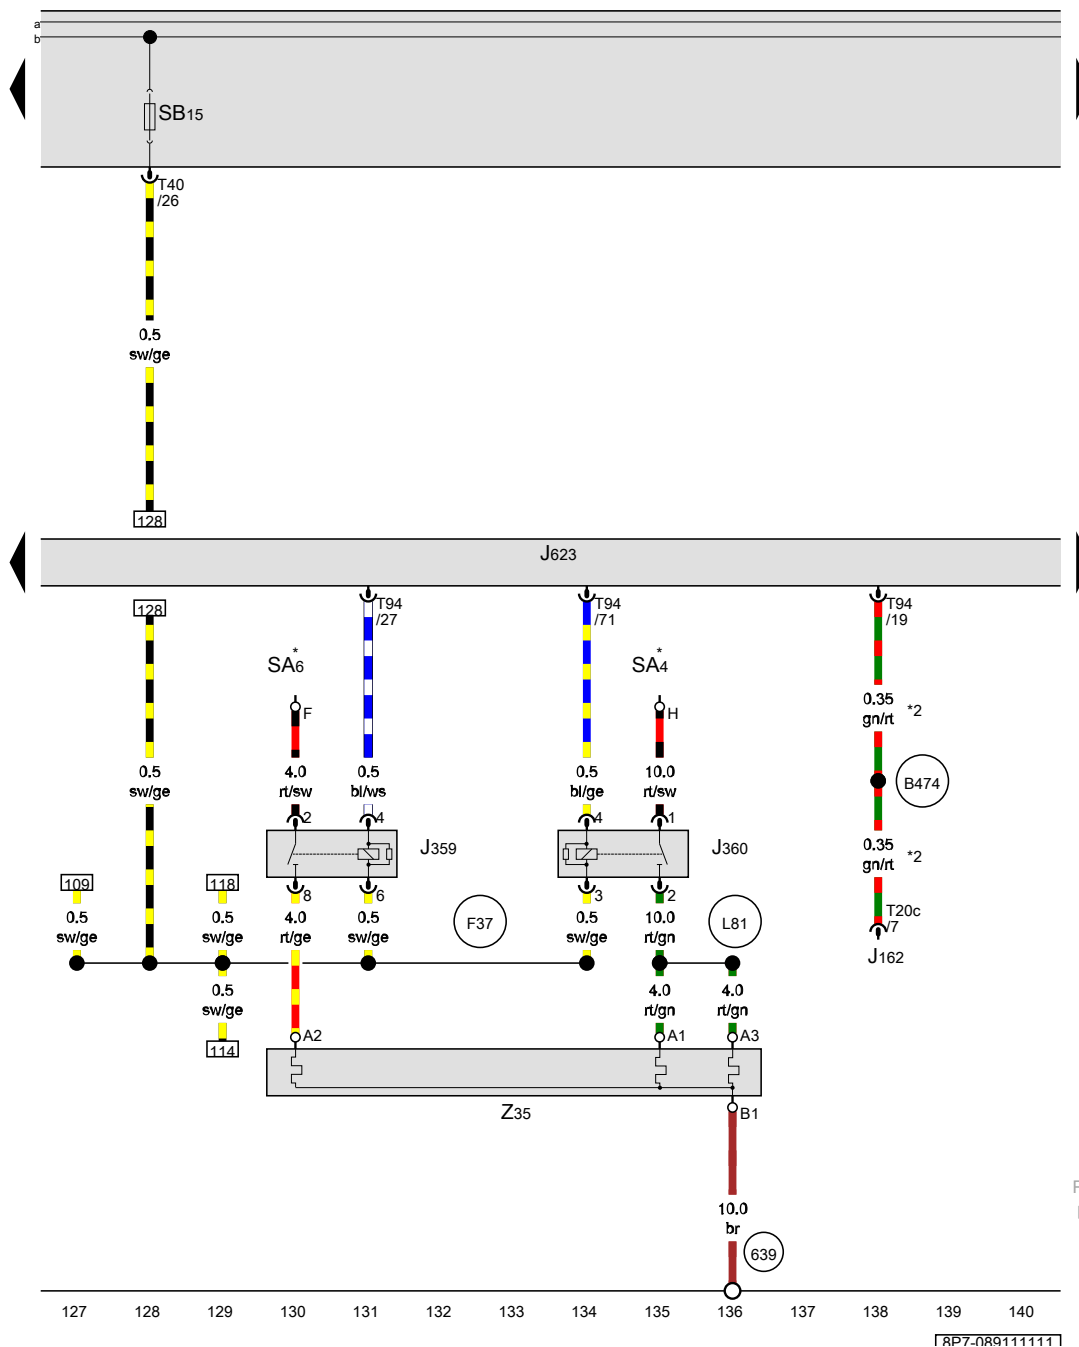 a
b
SB15
T40
/26
0.5
sw/ge
128
J623
128
T94
/27
T94
/71
T94
/19
*
SA6
*
SA4
F
H
0.35
gn/rt
*2
0.5
sw/ge
4.0
rt/sw
0.5
bl/ws
0.5
bl/ge
10.0
rt/sw
B474
2
4
4
1
J359
J360
0.35
gn/rt
*2
109
118
8
6
3
2
0.5
sw/ge
0.5
sw/ge
4.0
rt/ge
0.5
sw/ge
F37
0.5
sw/ge
10.0
rt/gn
L81
T20c
/7
J162
0.5
sw/ge
4.0
rt/gn
4.0
rt/gn
114
A2
A1
A3
Z35
B1
10.0
br
639
127 128 129 130 131 132 133 134 135 136 137 138 139 140
8P7-089111111